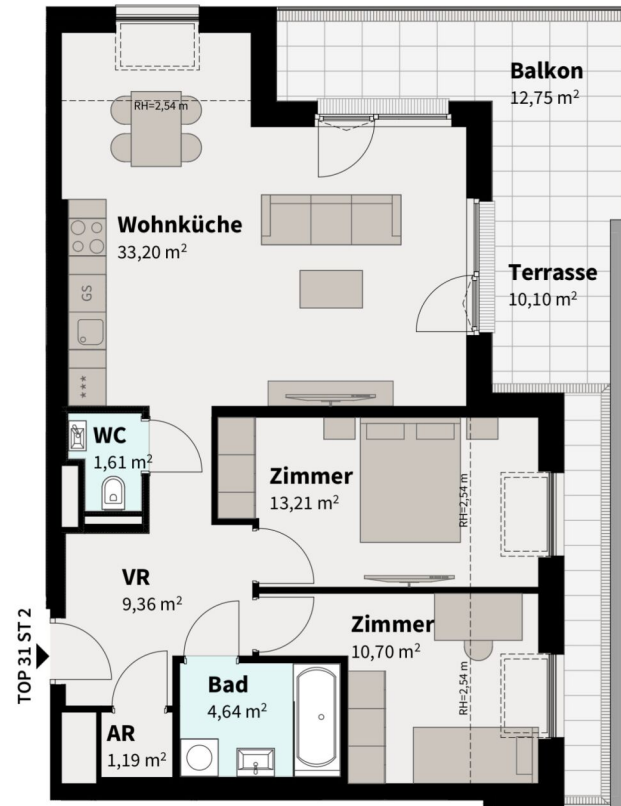 RH=2,54 m
Balkon
12,75 m²
Wohnküche
33,20 m²
GS
***
Terrasse
10,10 m²
WC
1,61 m²
Zimmer
13,21 m²
RH=2,54 m
VR
9,36 m²
Zimmer
10,70 m²
RH=2,54 m
TOP 31 ST 2
Bad
4,64 m²
AR
1,19 m²